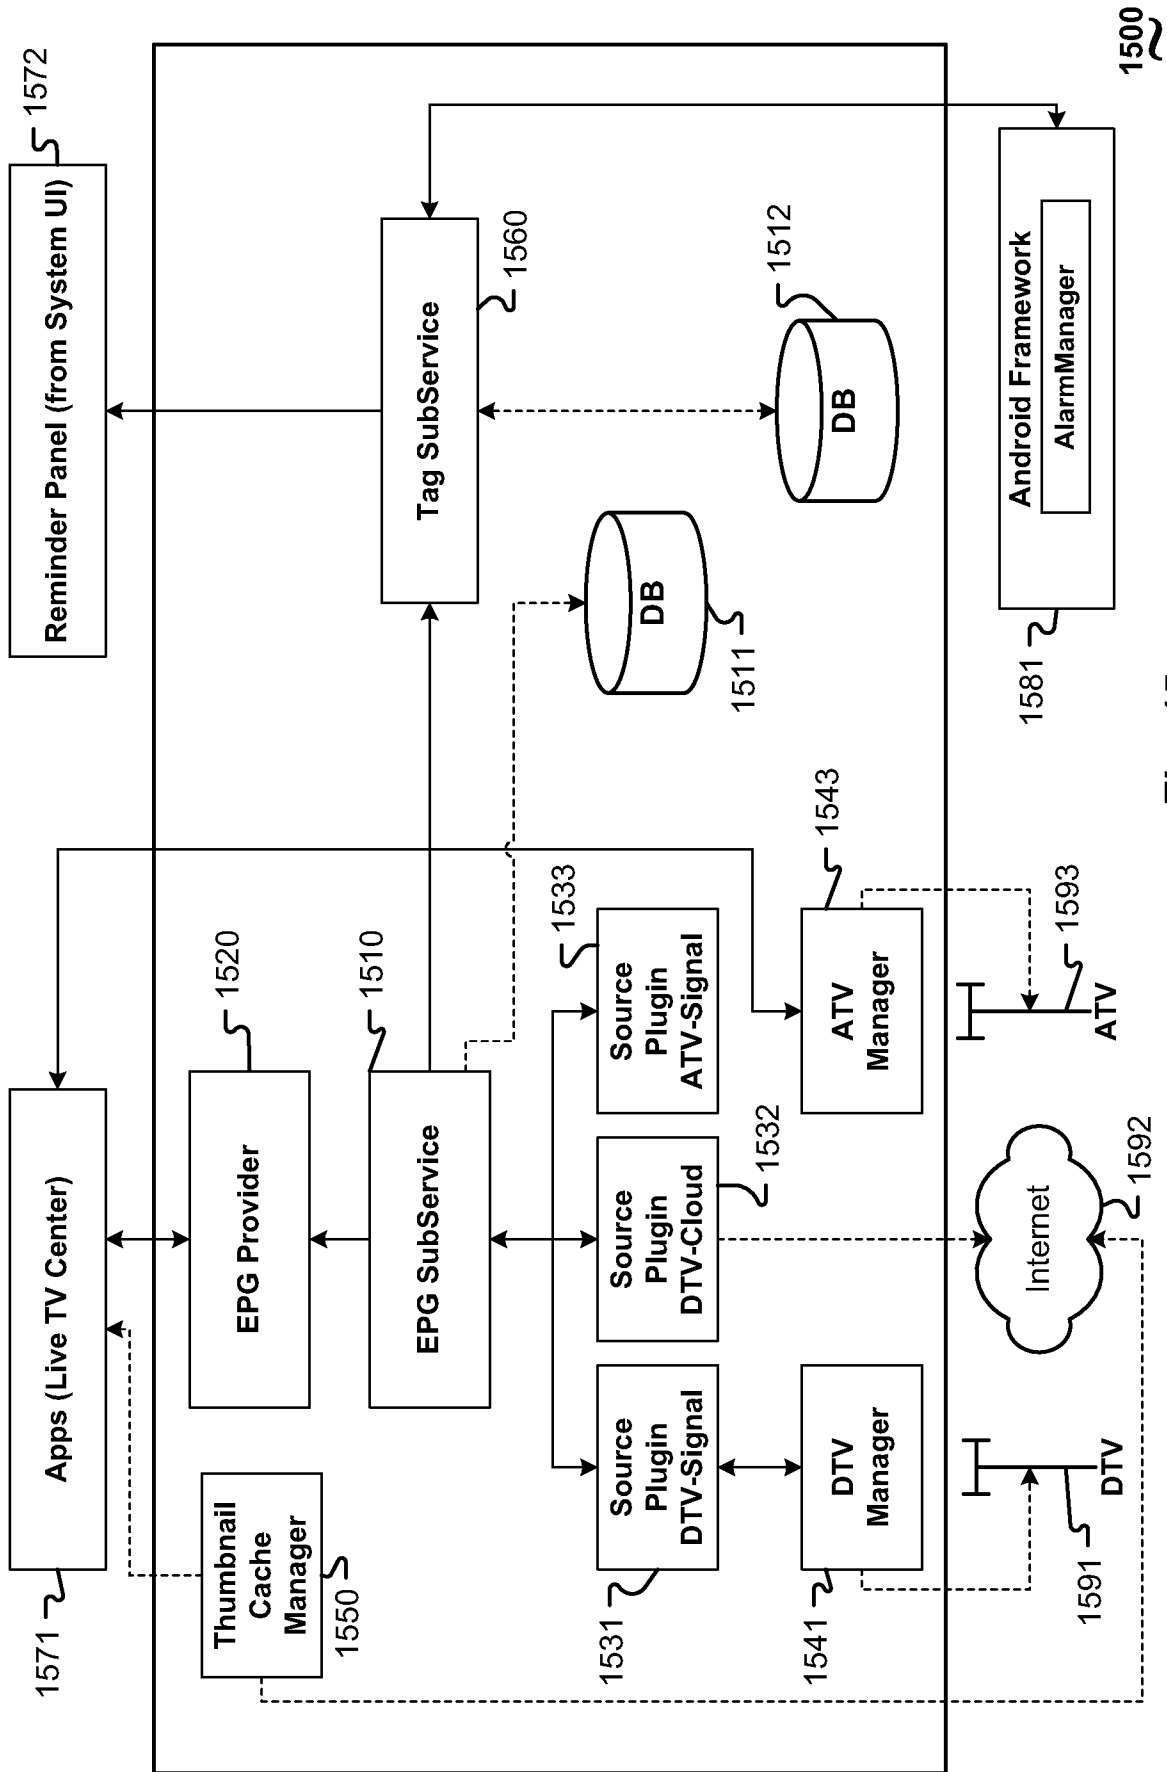 1571
Apps (Live TV Center)
Reminder Panel (from System UI)
1572
Thumbnail
Cache
Manager
1550
EPG Provider
1520
EPG SubService
1510
Tag SubService
1560
Source
Plugin
DTV-Signal
1531
Source
Plugin
DTV-Cloud
1532
Source
Plugin
ATV-Signal
1533
DB
1511
DB
1512
DTV
Manager
1541
ATV
Manager
1543
1591
DTV
Internet
1592
1593
ATV
1581
Android Framework
AlarmManager
1500